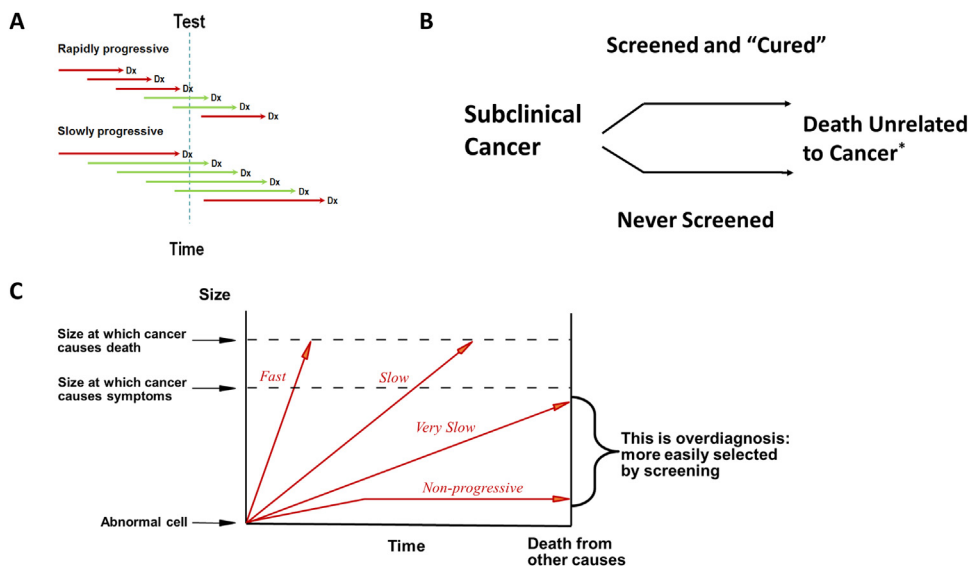 A
Test
Rapidly progressive
Dx
Dx
Dx
Dx
Dx
Dx
Slowly progressive
Dx
Dx
Dx
Dx
Dx
Dx
Time
B
Screened and “Cured”
Subclinical
Cancer
Death Unrelated
to Cancer*
Never Screened
C
Size
Size at which cancer
causes death
Size at which cancer
causes symptoms
Abnormal cell
Fast
Slow
Very Slow
Non-progressive
This is overdiagnosis:
more easily selected
by screening
Time
Death from
other causes